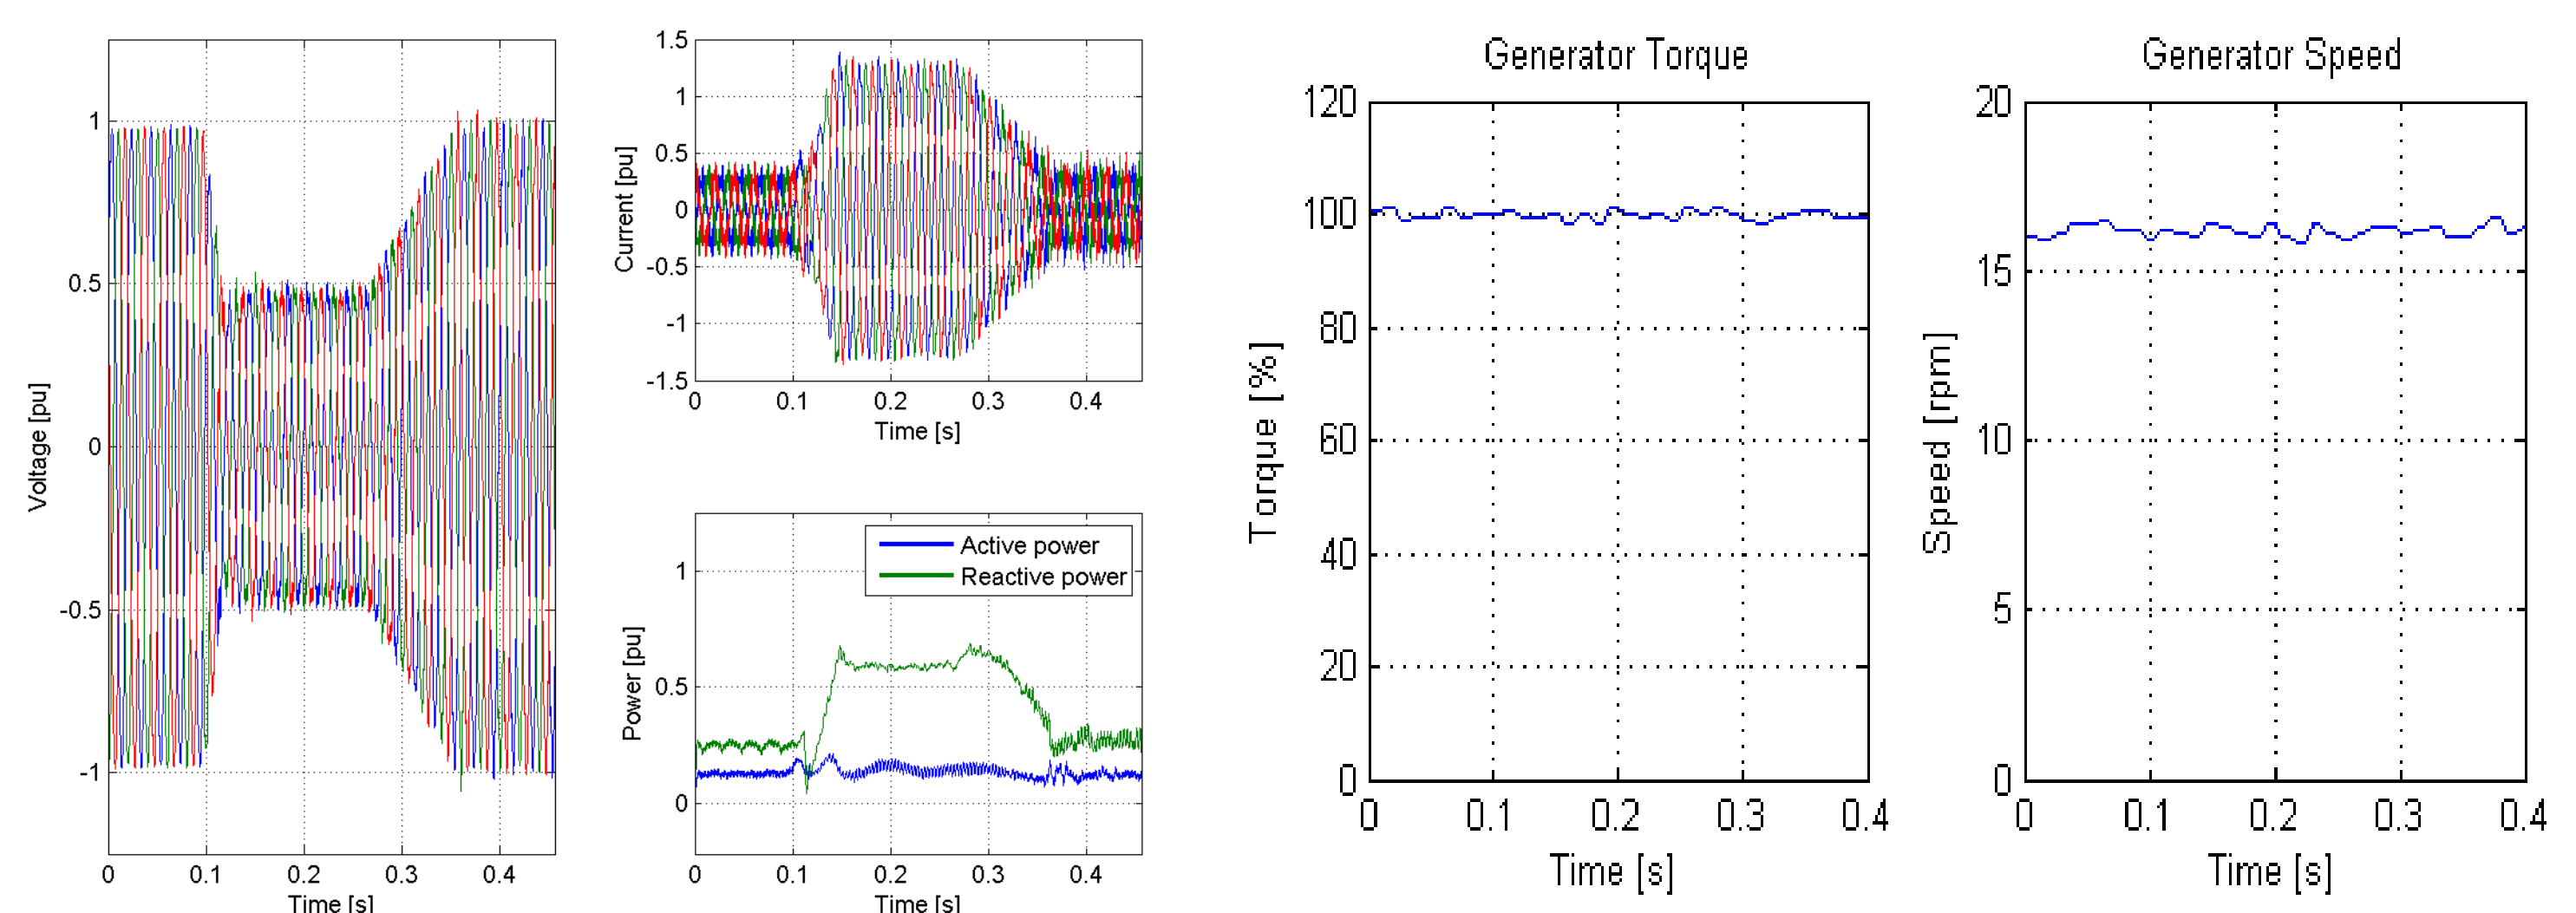 Voltage [pu]
1
0.5
0
-0.5
-1
0 0.1 0.2 0.3 0.4
Time [s]
Current [pu]
1.5
1
0.5
0
-0.5
-1
-1.5
0 0.1 0.2 0.3 0.4
Time [s]
Power [pu]
1
0.5
0
Active power
Reactive power
0 0.1 0.2 0.3 0.4
Time [s]
Generator Torque
Torque [%]
120
100
80
60
40
20
0
0 0.1 0.2 0.3 0.4
Time [s]
Generator Speed
Speed [rpm]
20
15
10
5
0
0 0.1 0.2 0.3 0.4
Time [s]